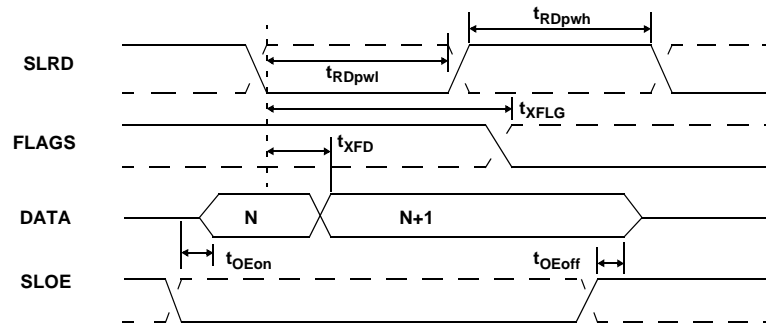 tRDpwh
SLRD
tRDpwl
tXFLG
FLAGS
tXFD
DATA
N
N+1
tOEon
tOEoff
SLOE